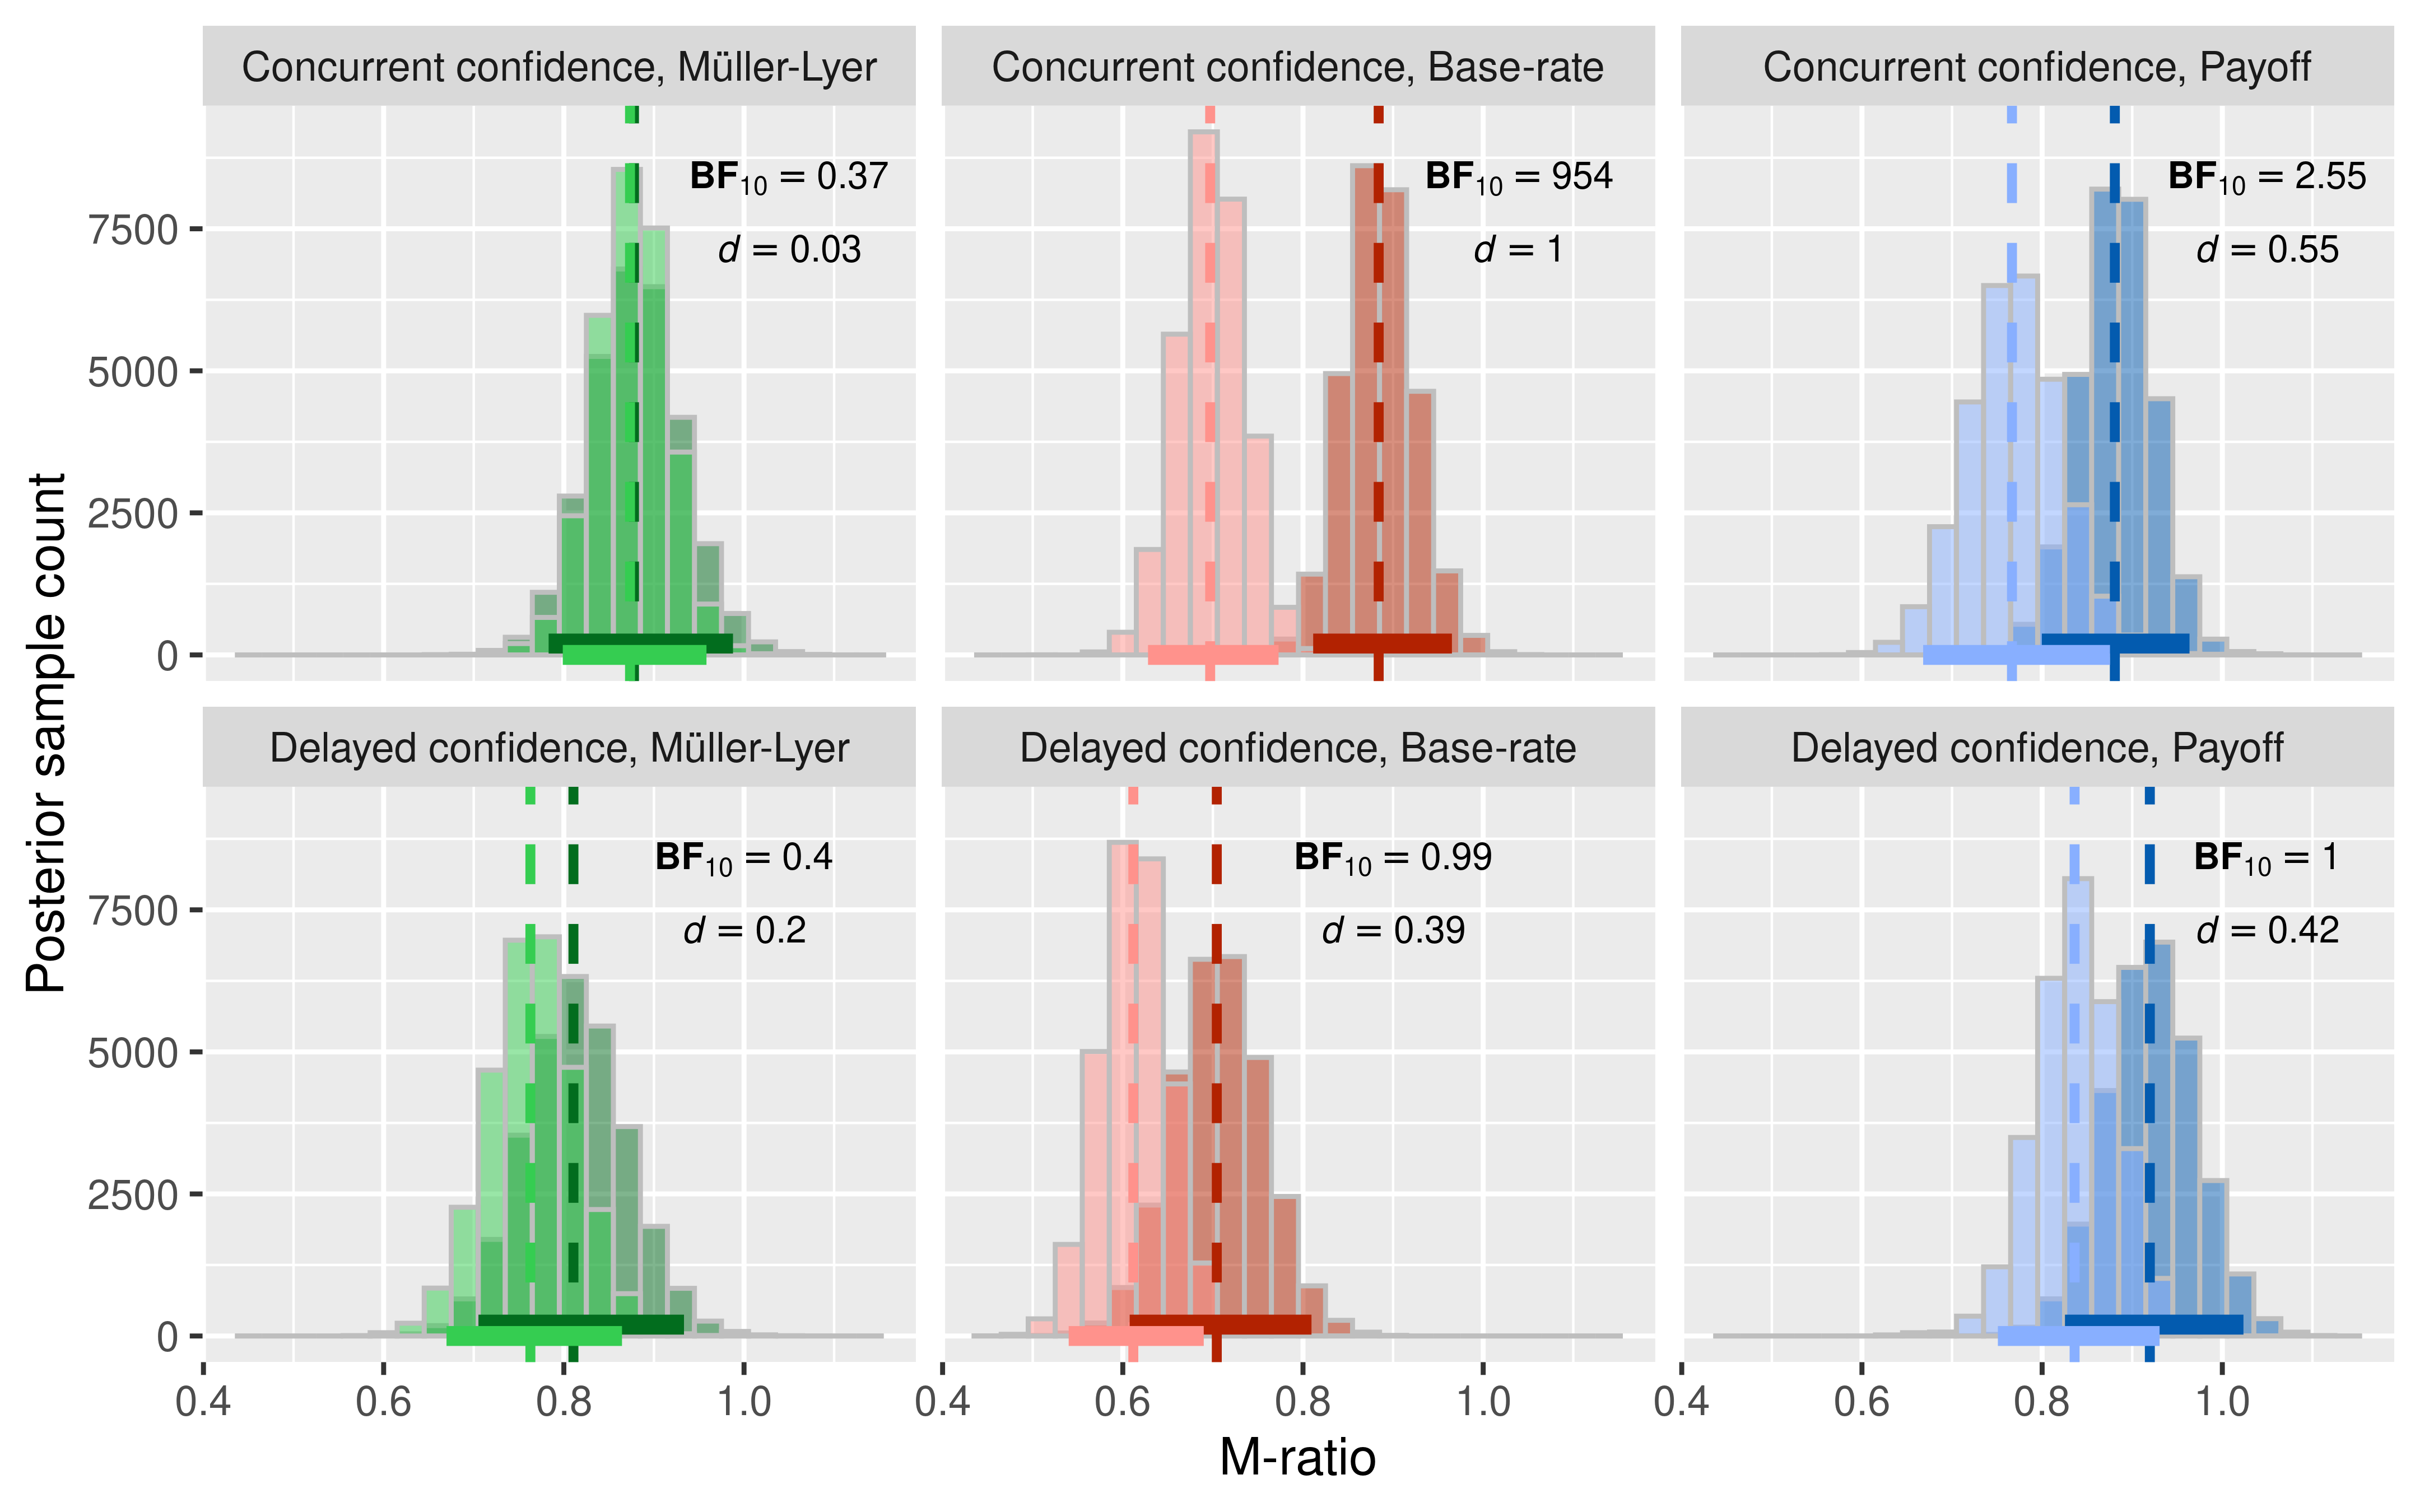 Concurrent confidence, Müller-Lyer
Concurrent confidence, Base-rate
Concurrent confidence, Payoff
BF10 = 0.37
d = 0.03
BF10 = 954
d = 1
BF10 = 2.55
d = 0.55
7500
5000
2500
0
Posterior sample count
Delayed confidence, Müller-Lyer
Delayed confidence, Base-rate
Delayed confidence, Payoff
BF10 = 0.4
d = 0.2
BF10 = 0.99
d = 0.39
BF10 = 1
d = 0.42
7500
5000
2500
0
0.4 0.6 0.8 1.0
0.4 0.6 0.8 1.0
0.4 0.6 0.8 1.0
M-ratio